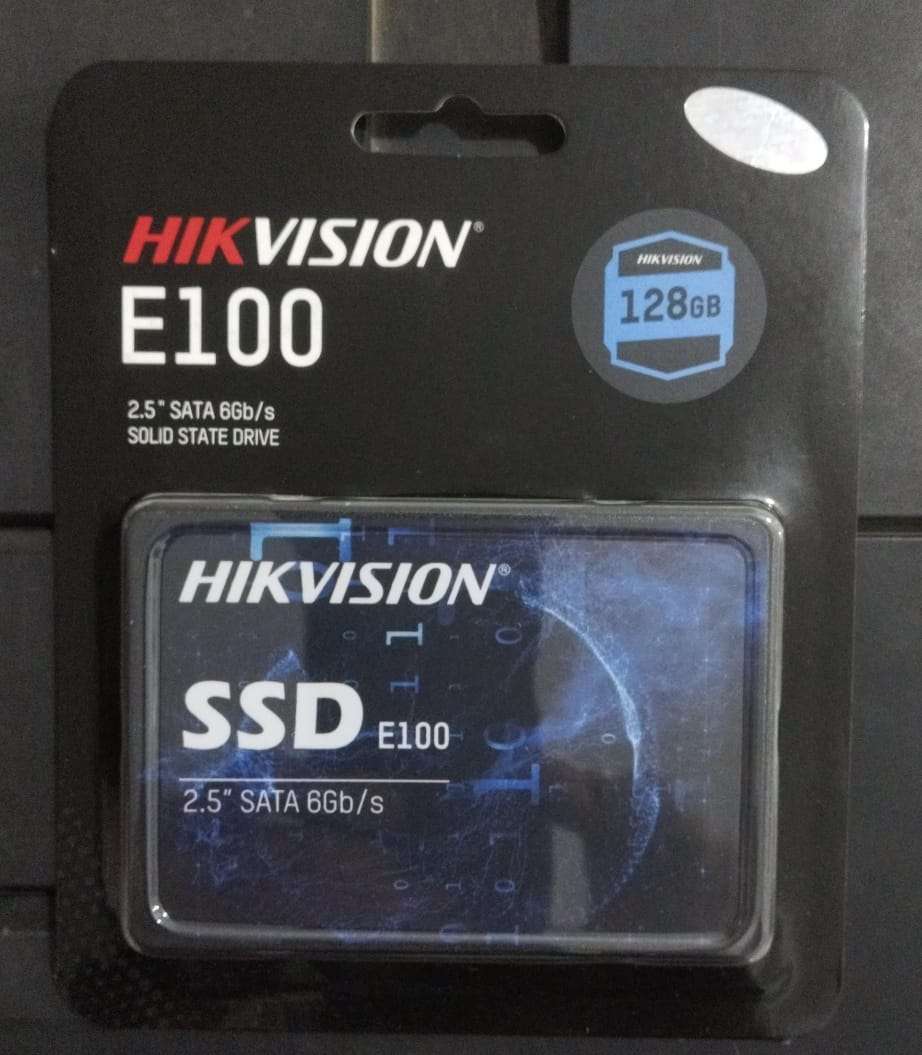 HIKVISION®
E100
2.5" SATA 6Gb/s
SOLID STATE DRIVE
HIKVISION
128GB
HIKVISION®
SSD E100
2.5" SATA 6Gb/s